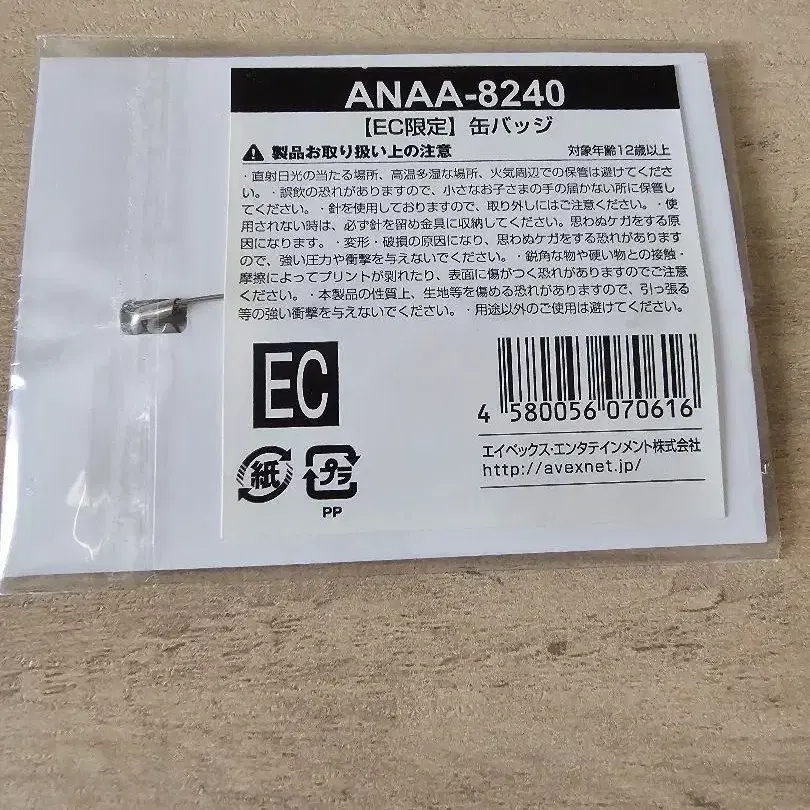 ANAA-8240
【EC限定】缶バッジ
製品お取り扱い上の注意 対象年齢12歳以上
・直射日光の当たる場所、高温多湿な場所、火気周辺での保管は避けてくださ
い。・誤飲の恐れがありますので、小さなお子さまの手の届かない所に保管し
てください。・針を使用しておりますので、取り外しにはご注意ください。・使
用されない時は、必ず針を留め金具に収納してください。思わぬケガをする原
因になります。・変形・破損の原因になり、思わぬケガをする恐れがあります
ので、強い圧力や衝撃を与えないでください。・鋭角な物や硬い物との接触・
摩擦によってプリントが剥れたり、表面に傷がつく恐れがありますのでご注意
ください。・本製品の性質上、生地等を傷める恐れがありますので、引っ張る
等の強い衝撃を与えないでください。・用途以外のご使用は避けてください。
EC
4 580056 070616
エイベックス・エンタテインメント株式会社
http://avexnet.jp/
紙 プラ
PP